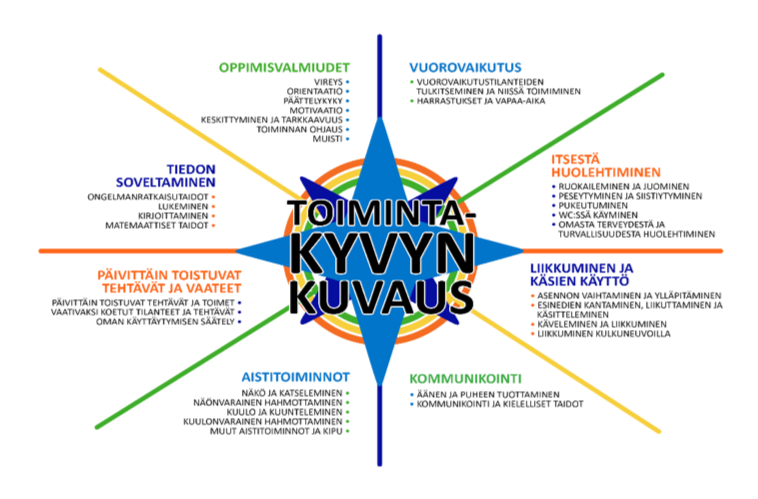 OPPIMISVALMIUDET
VIREYS
ORIENTAATIO
PÄÄTTELYKYKY
MOTIVAATIO
KESKITTYMINEN JA TARKKAAVUUS
TOIMINNAN OHJAUS
MUISTI
VUOROVAIKUTUS
VUOROVAIKUTUSTILANTEIDEN
TULKITSEMINEN JA NIISSÄ TOIMIMINEN
HARRASTUKSET JA VAPAA-AIKA
TIEDON
SOVELTAMINEN
ONGELMANRATKAISUTAIDOT
LUKEMINEN
KIRJOITTAMINEN
MATEMAATTISET TAIDOT
ITSESTÄ
HUOLEHTIMINEN
RUOKAILEMINEN JA JUOMINEN
PESEYTYMINEN JA SIISTIYTYMINEN
PUKEUTUMINEN
WC:SSÄ KÄYMINEN
OMASTA TERVEYDESTÄ JA
TURVALLISUUDESTA HUOLEHTIMINEN
TOIMINTA-
KYVYN
KUVAUS
PÄIVITTÄIN TOISTUVAT
TEHTÄVÄT JA VAATEET
PÄIVITTÄIN TOISTUVAT TEHTÄVÄT JA TOIMET
VAATIVAKSI KOETUT TILANTEET JA TEHTÄVÄT
OMAN KÄYTTÄYTYMISEN SÄÄTELY
LIIKKUMINEN JA
KÄSIEN KÄYTTÖ
ASENNON VAIHTAMINEN JA YLLÄPITÄMINEN
ESINEIDEN KANTAMINEN, LIIKUTTAMINEN JA
KÄSITTELEMINEN
KÄVELEMINEN JA LIIKKUMINEN
LIIKKUMINEN KULKUNEUVOILLA
AISTITOIMINNOT
NÄKÖ JA KATSELEMINEN
NÄÖNVARAINEN HAHMOTTAMINEN
KUULO JA KUUNTELEMINEN
KUULONVARAINEN HAHMOTTAMINEN
MUUT AISTITOIMINNOT JA KIPU
KOMMUNIKOINTI
ÄÄNEN JA PUHEEN TUOTTAMINEN
KOMMUNIKOINTI JA KIELELLISET TAIDOT